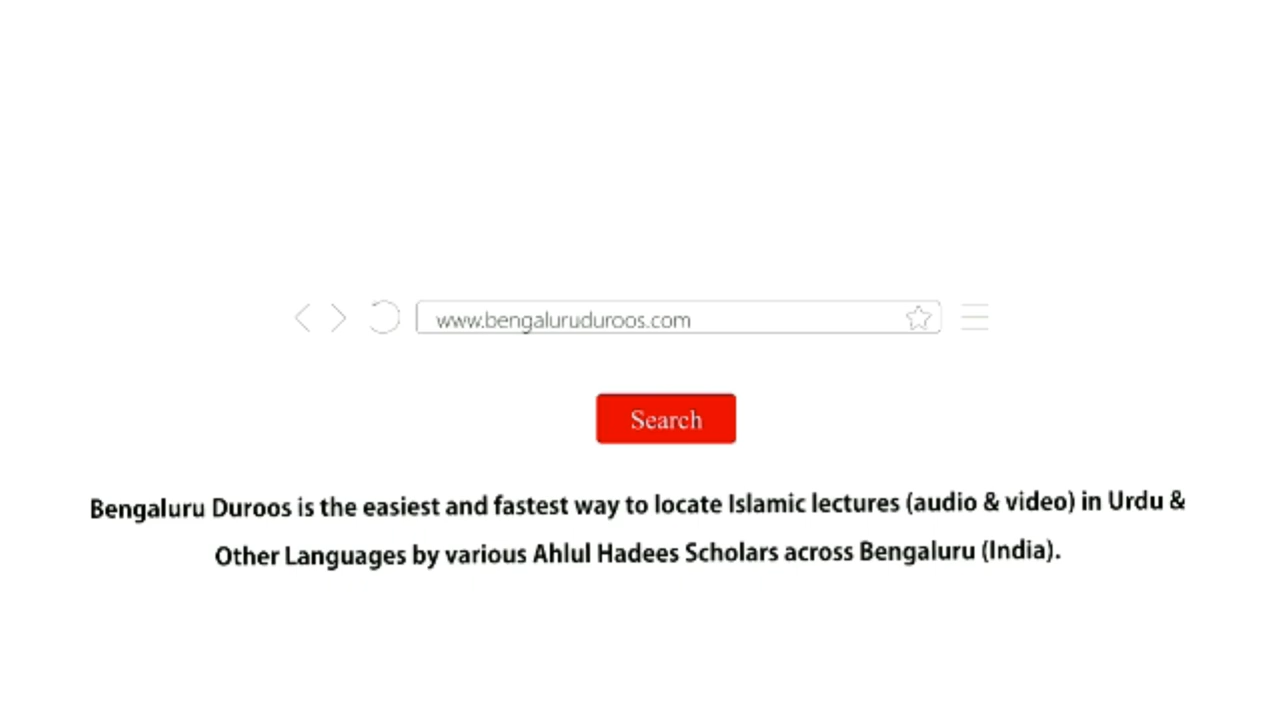 www.bengaluruduroos.com
Search
Bengaluru Duroos is the easiest and fastest way to locate Islamic lectures (audio & video) in Urdu &
Other Languages by various Ahlul Hadees Scholars across Bengaluru (India).